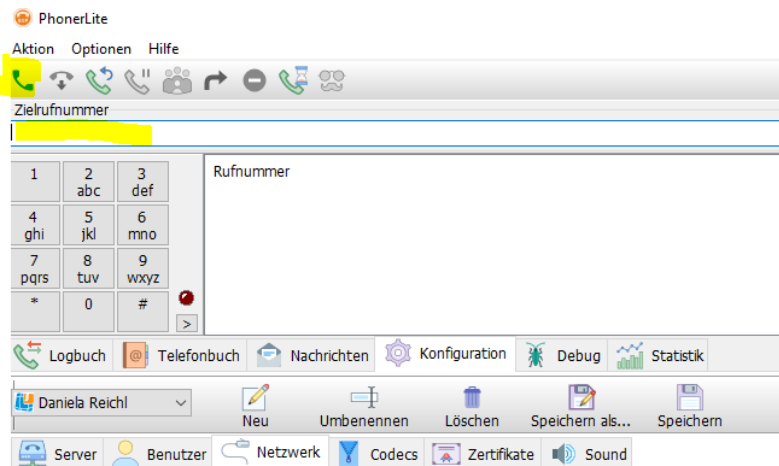 PhonerLite
Aktion Optionen Hilfe
Zielrufnummer
1 2 3 Rufnummer
abc def
4 5 6
ghi jkl mno
7 8 9
pqrs tuv wxyz
* 0 #
>
Logbuch @ Telefonbuch Nachrichten Konfiguration Debug Statistik
Daniela Reichl Neu Umbenennen Löschen Speichern als... Speichern
Server Benutzer Netzwerk Codecs Zertifikate Sound